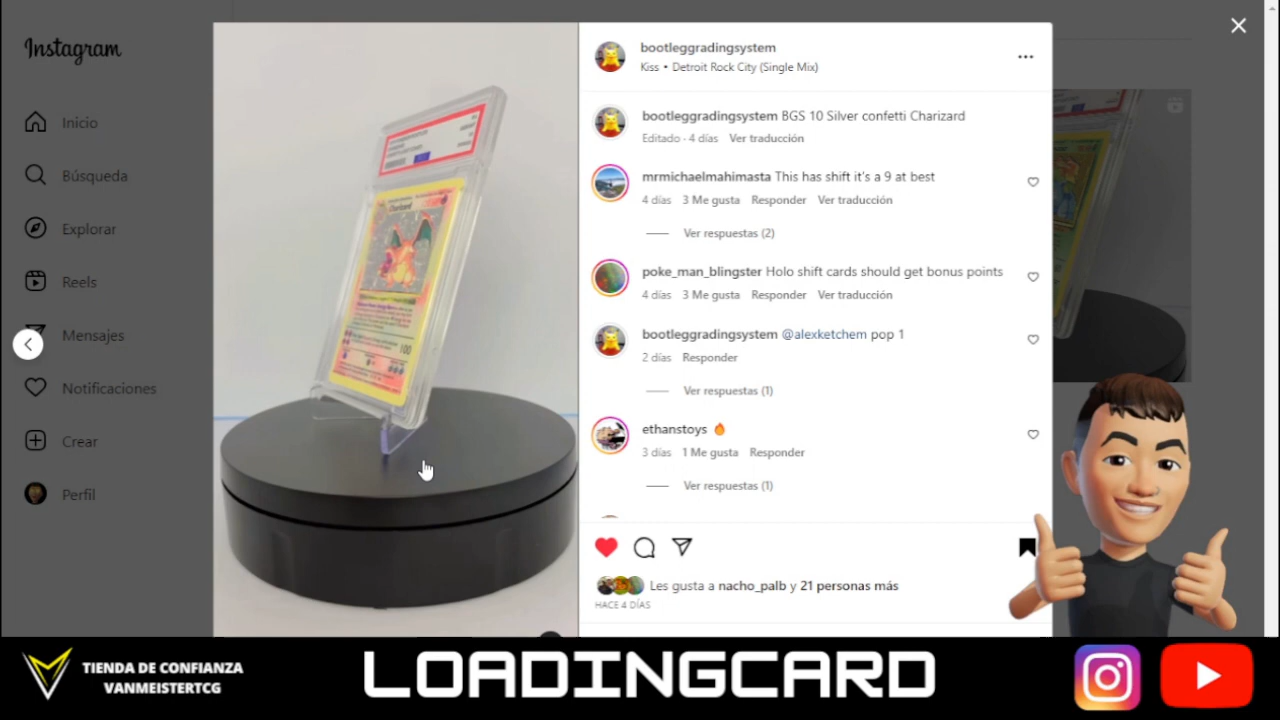 Instagram
Inicio
Búsqueda
Explorar
Reels
Mensajes
Notificaciones
Crear
Perfil
Charizard
100
bootleggradingsystem
Kiss • Detroit Rock City (Single Mix)
bootleggradingsystem BGS 10 Silver confetti Charizard
Editado · 4 días Ver traducción
mrmichaelmahimasta This has shift it's a 9 at best
4 días 3 Me gusta Responder Ver traducción
Ver respuestas (2)
poke_man_blingster Holo shift cards should get bonus points
4 días 3 Me gusta Responder Ver traducción
Ver respuestas (1)
bootleggradingsystem @alexketchem pop 1
2 días Responder
Ver respuestas (1)
ethanstoys 🔥
3 días 1 Me gusta Responder
Ver respuestas (1)
Les gusta a nacho_palb y 21 personas más
HACE 4 DÍAS
TIENDA DE CONFIANZA
VANMEISTERTCG
LOADINGCARD